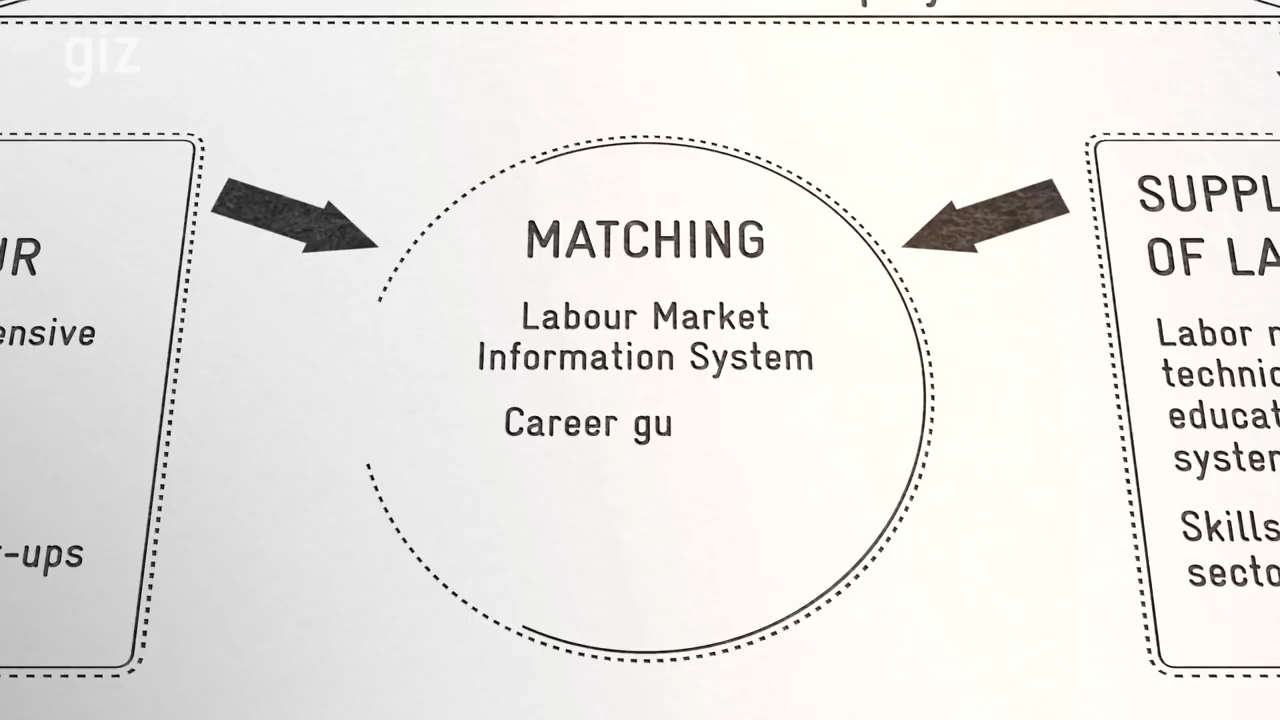 giz
MATCHING
Labour Market
Information System
Career gu
ensive
-ups
SUPPL
OF LA
Labor
technic
educat
system
Skills
secto